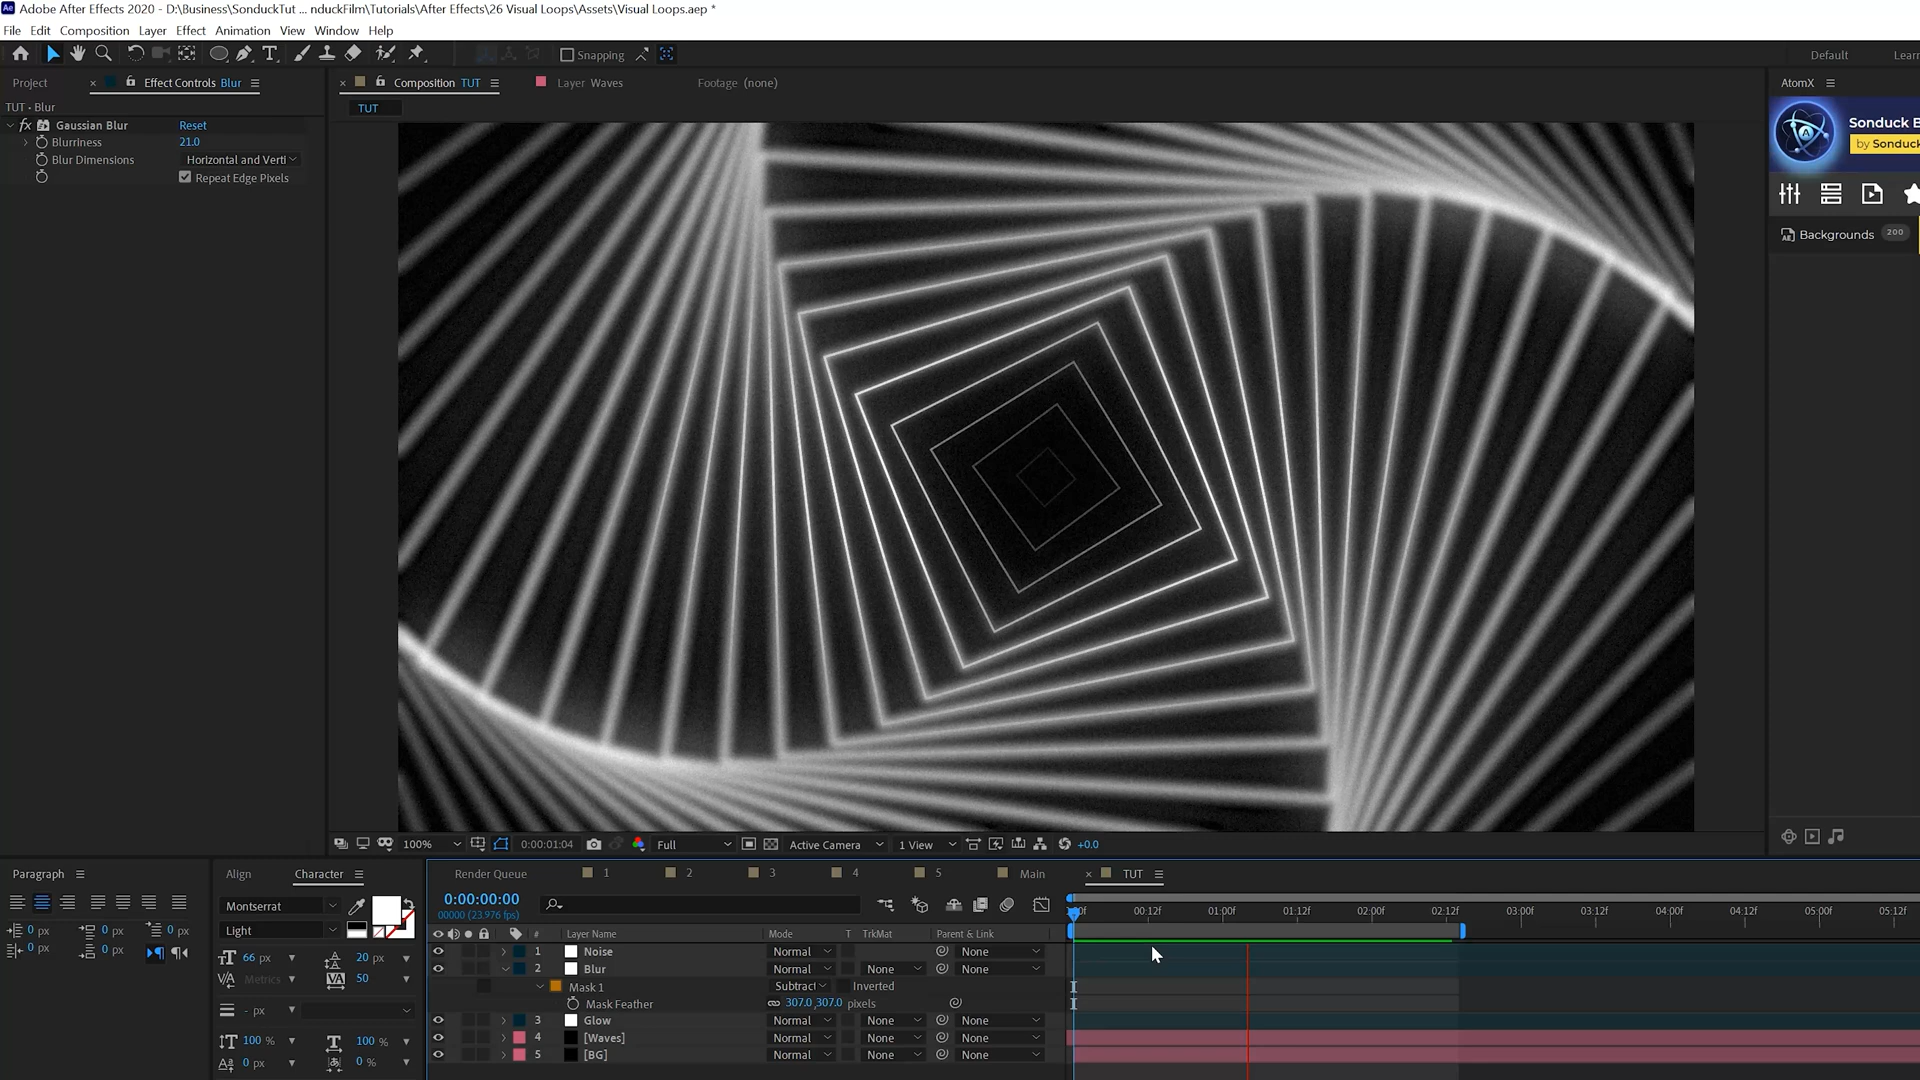 Adobe After Effects 2020 - D:\Business\SonduckTut ... nduckFilm\Tutorials\After Effects\26 Visual Loops\Assets\Visual Loops.aep *
File Edit Composition Layer Effect Animation View Window Help
Snapping
Default
Learn
Project
Effect Controls Blur
Composition TUT
Layer Waves
Footage (none)
AtomX
TUT • Blur
TUT
fx Gaussian Blur Reset
Blurriness 21.0
Blur Dimensions Horizontal and Verti
Repeat Edge Pixels
Sonduck B
by Sonduck
Backgrounds 200
100%
0:00:01:04
Full
Active Camera
1 View
+0.0
Paragraph
Align
Character
Render Queue
1
2
3
4
5
Main
TUT
Montserrat
Light
0 px 0 px 0 px
0 px 0 px
66 px 20 px
Metrics 50
- px
100 % 100 %
0 px 0 %
0:00:00:00
00000 (23.976 fps)
00:12f 01:00f 01:12f 02:00f 02:12f 03:00f 03:12f 04:00f 04:12f 05:00f 05:12f
# Layer Name Mode T TrkMat Parent & Link
1 Noise Normal None
2 Blur Normal None None
Mask 1 Subtract Inverted
Mask Feather 307.0,307.0 pixels
3 Glow Normal None None
4 [Waves] Normal None None
5 [BG] Normal None None